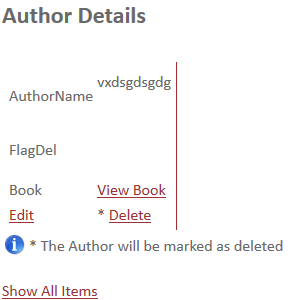 Author Details
AuthorName vxdsgdsgdg
FlagDel
Book View Book
Edit * Delete
* The Author will be marked as deleted
Show All Items